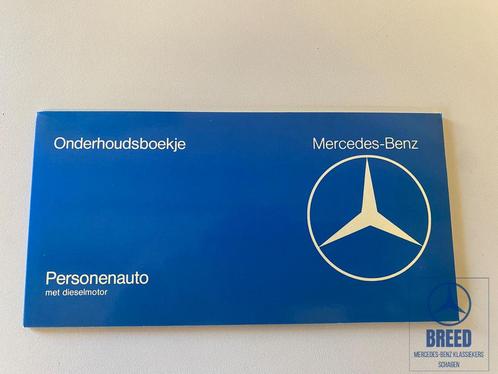 Onderhoudsboekje
Mercedes-Benz
Personenauto
met dieselmotor
BREED
MERCEDES-BENZ KLASSIEKERS
SCHAGEN